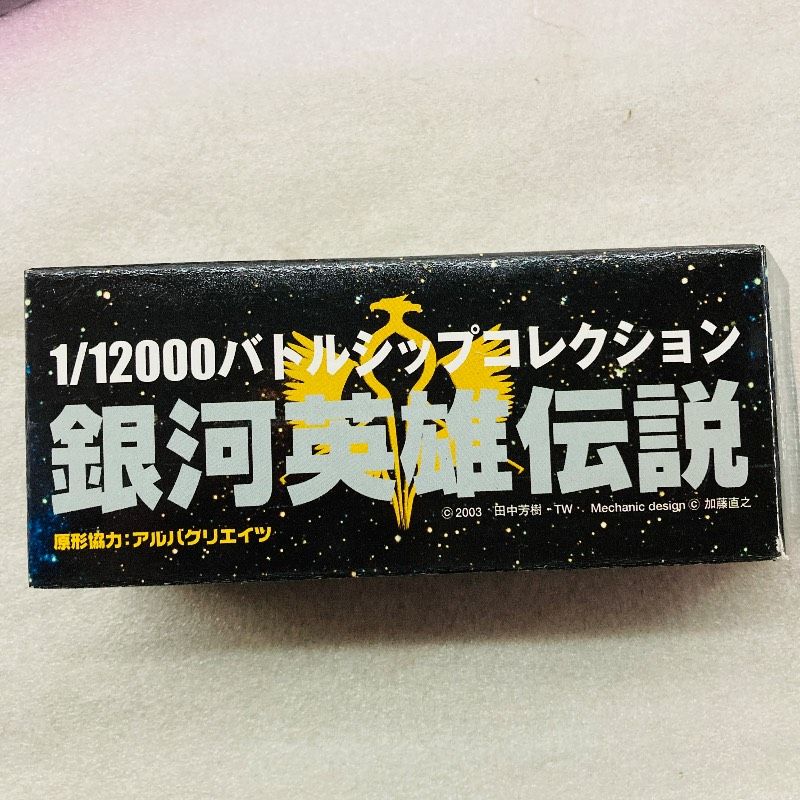 1/12000バトルシップコレクション
銀河英雄伝説
©2003 田中芳樹・TW. Mechanic design © 加藤直之
原形協力:アルバクリエイツ